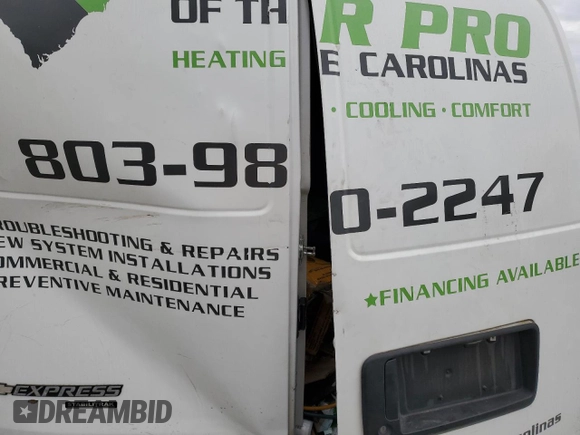 R PRO
OF TH E CAROLINAS
HEATING · COOLING · COMFORT
803-98 0-2247
ROUBLESHOOTING & REPAIRS
EW SYSTEM INSTALLATIONS
OMMERCIAL & RESIDENTIAL
REVENTIVE MAINTENANCE
★FINANCING AVAILABLE
EXPRESS
olinas
DREAMBID